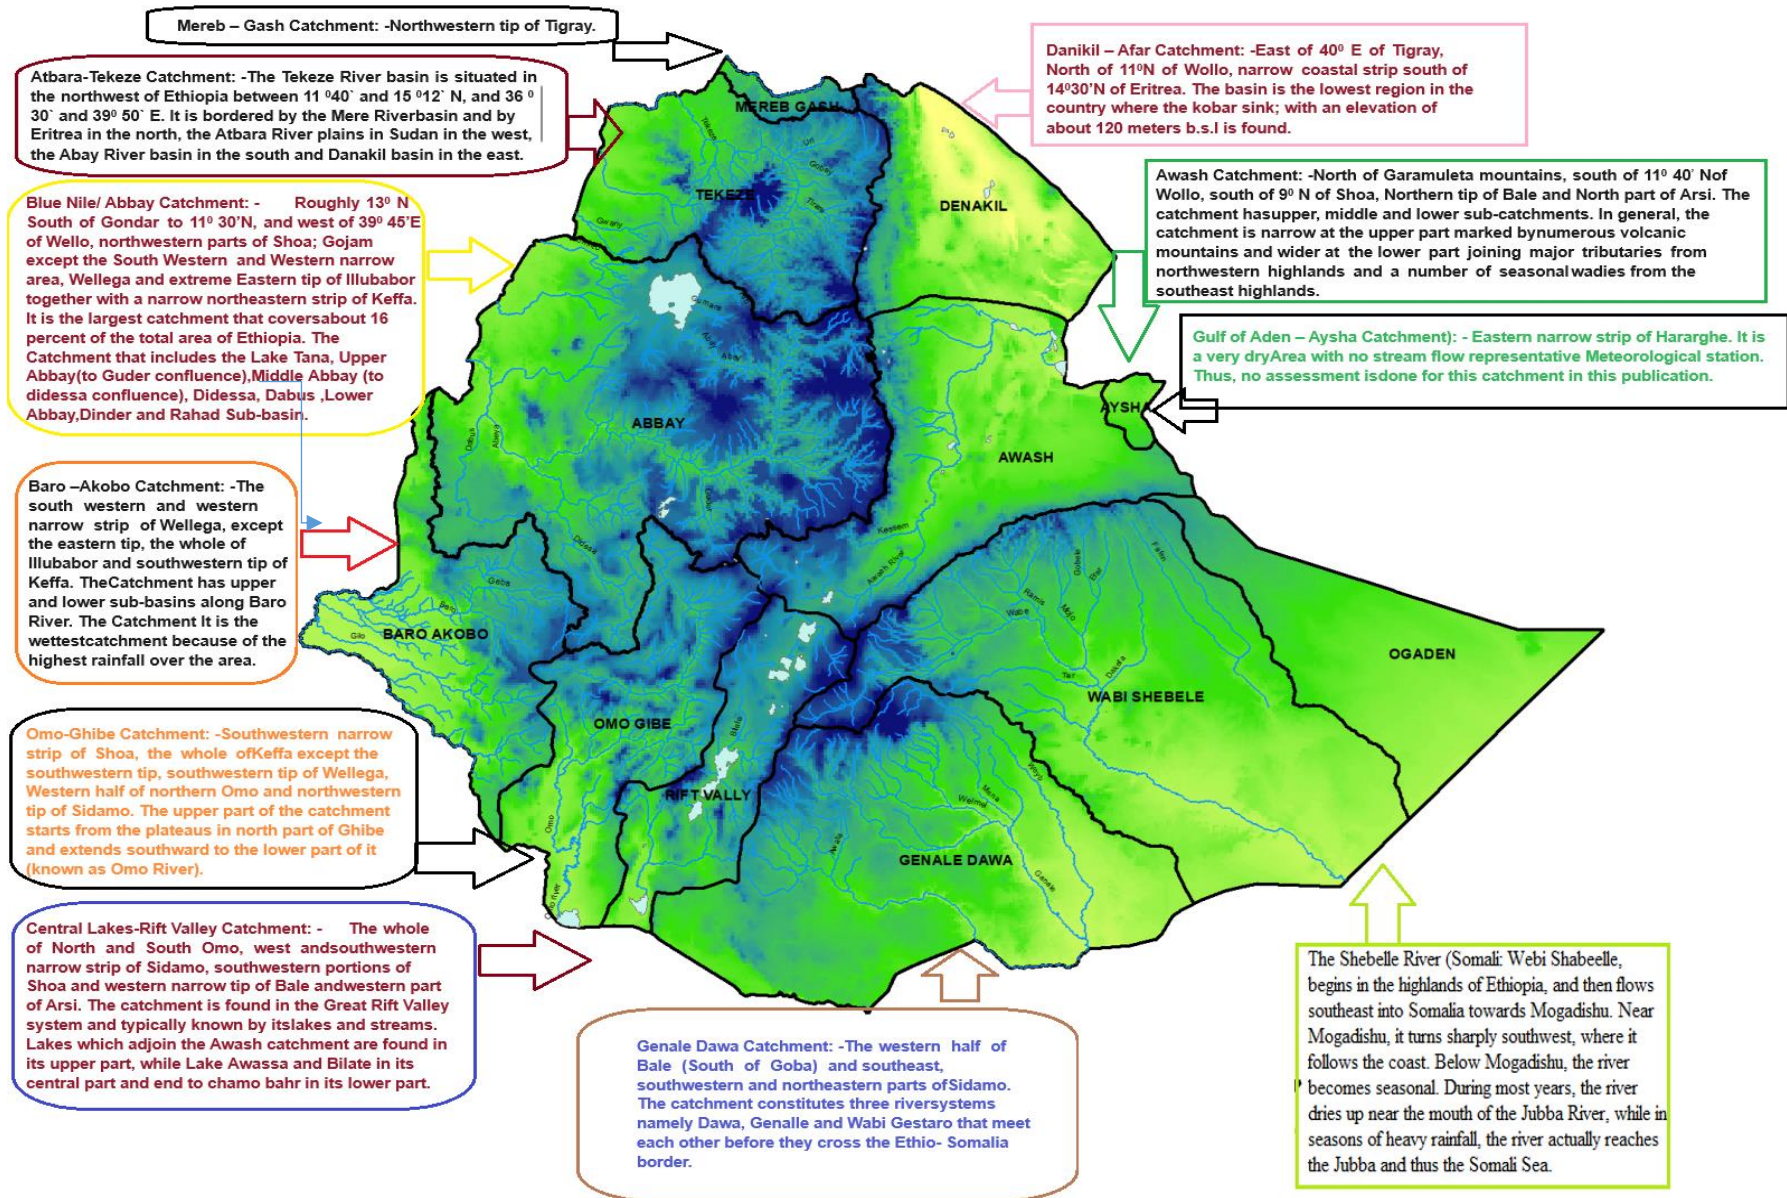 Mereb – Gash Catchment: -Northwestern tip of Tigray.
Atbara-Tekeze Catchment: -The Tekeze River basin is situated in
the northwest of Ethiopia between 11 ⁰40` and 15 ⁰12` N, and 36 ⁰
30` and 39⁰ 50` E. It is bordered by the Mere Riverbasin and by
Eritrea in the north, the Atbara River plains in Sudan in the west,
the Abay River basin in the south and Danakil basin in the east.
Blue Nile/ Abbay Catchment: - Roughly 13⁰ N
South of Gondar to 11⁰ 30'N, and west of 39⁰ 45'E
of Wello, northwestern parts of Shoa; Gojam
except the South Western and Western narrow
area, Wellega and extreme Eastern tip of Illubabor
together with a narrow northeastern strip of Keffa.
It is the largest catchment that coversabout 16
percent of the total area of Ethiopia. The
Catchment that includes the Lake Tana, Upper
Abbay(to Guder confluence),Middle Abbay (to
didessa confluence), Didessa, Dabus ,Lower
Abbay,Dinder and Rahad Sub-basin.
Baro –Akobo Catchment: -The
south western and western
narrow strip of Wellega, except
the eastern tip, the whole of
Illubabor and southwestern tip of
Keffa. TheCatchment has upper
and lower sub-basins along Baro
River. The Catchment It is the
wettestcatchment because of the
highest rainfall over the area.
Omo-Ghibe Catchment: -Southwestern narrow
strip of Shoa, the whole ofKeffa except the
southwestern tip, southwestern tip of Wellega,
Western half of northern Omo and northwestern
tip of Sidamo. The upper part of the catchment
starts from the plateaus in north part of Ghibe
and extends southward to the lower part of it
(known as Omo River).
Central Lakes-Rift Valley Catchment: - The whole
of North and South Omo, west andsouthwestern
narrow strip of Sidamo, southwestern portions of
Shoa and western narrow tip of Bale andwestern part
of Arsi. The catchment is found in the Great Rift Valley
system and typically known by itslakes and streams.
Lakes which adjoin the Awash catchment are found in
its upper part, while Lake Awassa and Bilate in its
central part and end to chamo bahr in its lower part.
Danikil – Afar Catchment: -East of 40⁰ E of Tigray,
North of 11⁰N of Wollo, narrow coastal strip south of
14⁰30'N of Eritrea. The basin is the lowest region in the
country where the kobar sink; with an elevation of
about 120 meters b.s.l is found.
Awash Catchment: -North of Garamuleta mountains, south of 11⁰ 40` Nof
Wollo, south of 9⁰ N of Shoa, Northern tip of Bale and North part of Arsi. The
catchment hasupper, middle and lower sub-catchments. In general, the
catchment is narrow at the upper part marked bynumerous volcanic
mountains and wider at the lower part joining major tributaries from
northwestern highlands and a number of seasonalwadies from the
southeast highlands.
Gulf of Aden – Aysha Catchment): - Eastern narrow strip of Hararghe. It is
a very dryArea with no stream flow representative Meteorological station.
Thus, no assessment isdone for this catchment in this publication.
Genale Dawa Catchment: -The western half of
Bale (South of Goba) and southeast,
southwestern and northeastern parts ofSidamo.
The catchment constitutes three riversystems
namely Dawa, Genalle and Wabi Gestaro that meet
each other before they cross the Ethio- Somalia
border.
The Shebelle River (Somali: Webi Shabeelle,
begins in the highlands of Ethiopia, and then flows
southeast into Somalia towards Mogadishu. Near
Mogadishu, it turns sharply southwest, where it
follows the coast. Below Mogadishu, the river
becomes seasonal. During most years, the river
dries up near the mouth of the Jubba River, while in
seasons of heavy rainfall, the river actually reaches
the Jubba and thus the Somali Sea.
MEREB GASH
Tekeze
TEKEZE
Tirare
DENAKIL
Gumara
ABBAY
Dabus
Didessa
AYSHA
AWASH
Kessem
Awash River
Geba
Gilo
BARO AKOBO
OMO GIBE
Omo
RIFT VALLY
Wabe
Ramis
Mojo
Gobele
Erer
Fafen
Dakata
WABI SHEBELE
OGADEN
Weyo
Welmel
GENALE DAWA
Genale